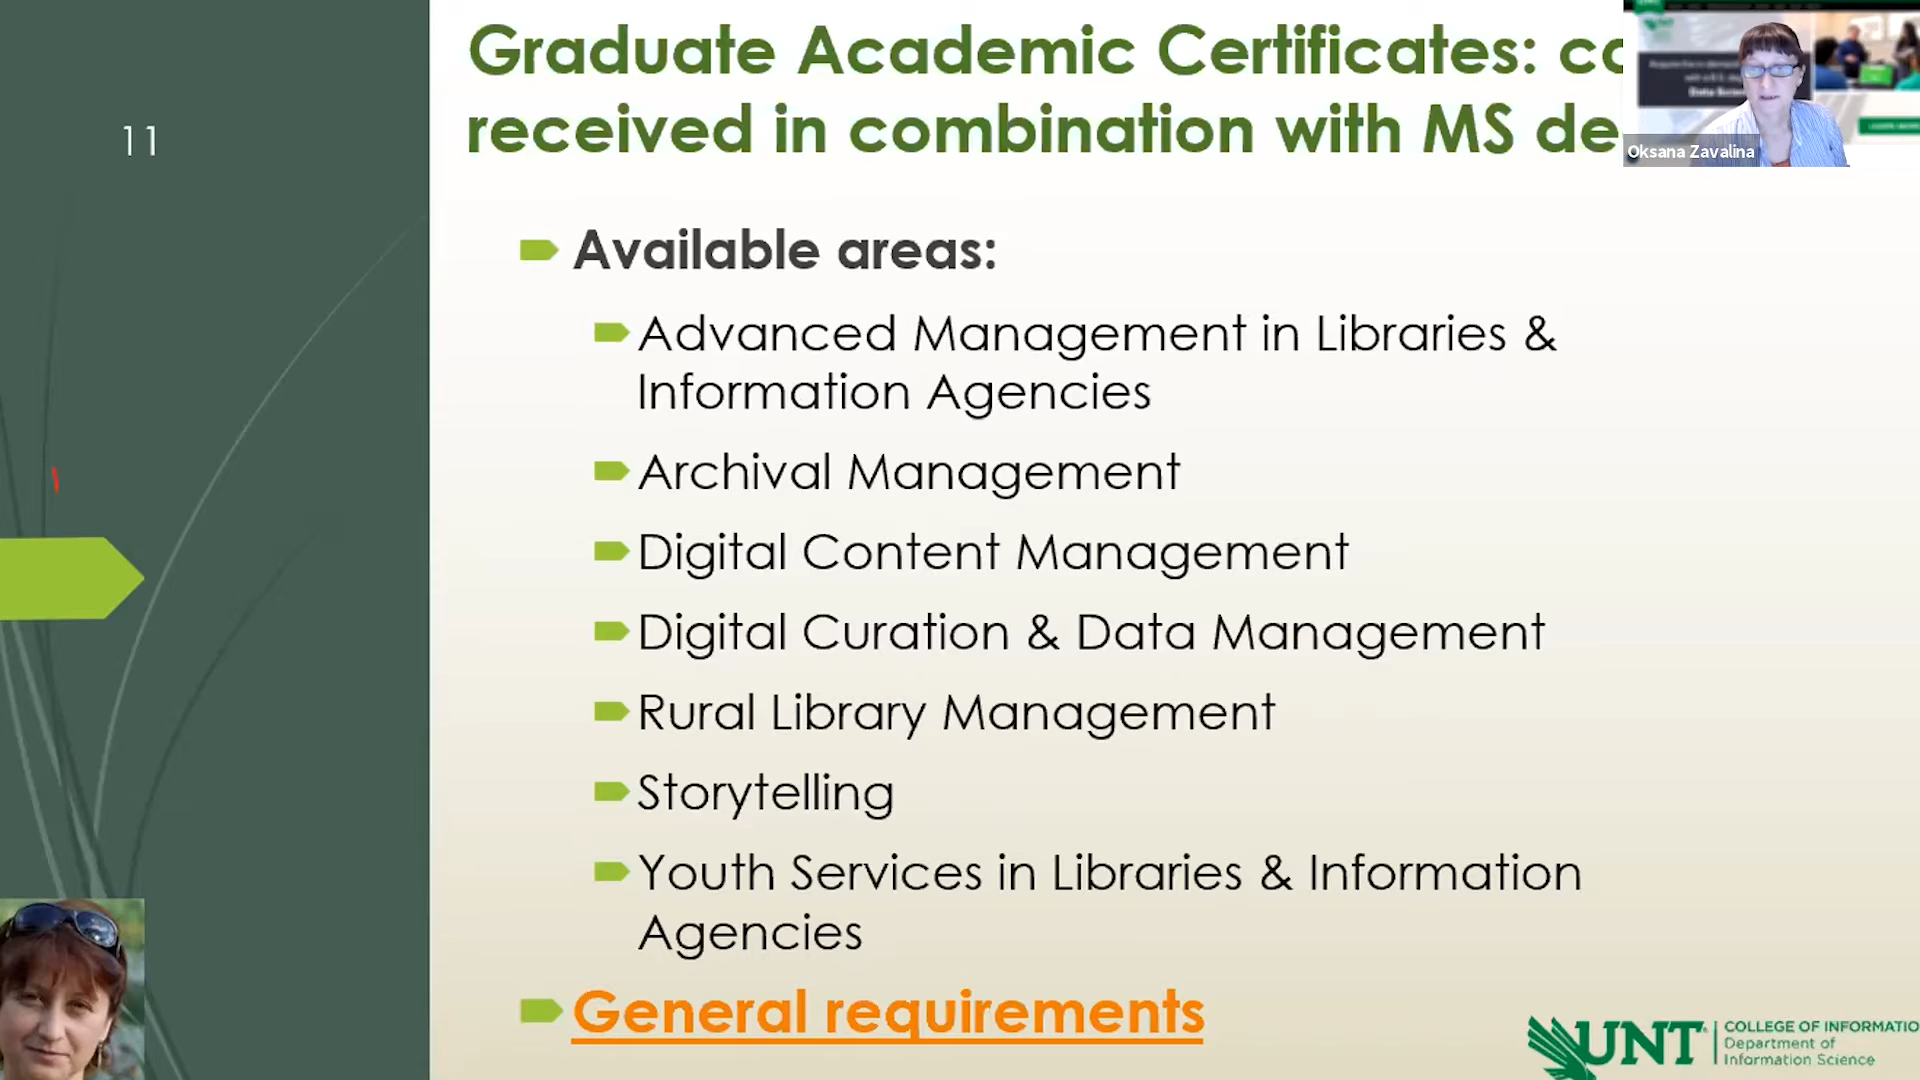 Graduate Academic Certificates:
received in combination with MS
11
Oksana Zavalina
Available areas:
Advanced Management in Libraries &
Information Agencies
Archival Management
Digital Content Management
Digital Curation & Data Management
Rural Library Management
Storytelling
Youth Services in Libraries & Information
Agencies
General requirements
UNT
COLLEGE OF INFORMATIO
Department of
Information Science